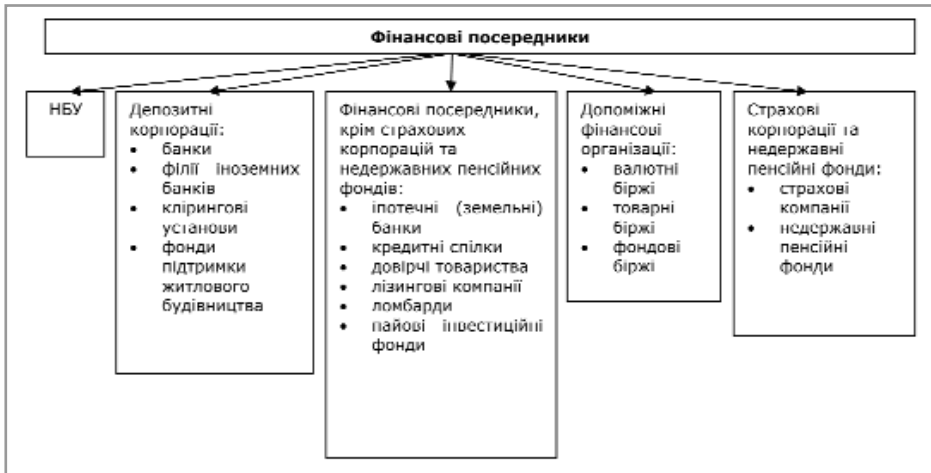 Фінансові посередники
НБУ
Депозитні
корпорації:
• банки
• філії іноземних
банків
• клірингові
установи
• фонди
підтримки
житлового
будівництва
Фінансові посередники,
крім страхових
корпорацій та
недержавних пенсійних
фондів:
• іпотечні (земельні)
банки
• кредитні спілки
• довірчі товариства
• лізингові компанії
• ломбарди
• пайові інвестиційні
фонди
Допоміжні
фінансові
організації:
• валютні
біржі
• товарні
біржі
• фондові
біржі
Страхові
корпорації та
недержавні
пенсійні фонди:
• страхові
компанії
• недержавні
пенсійні
фонди